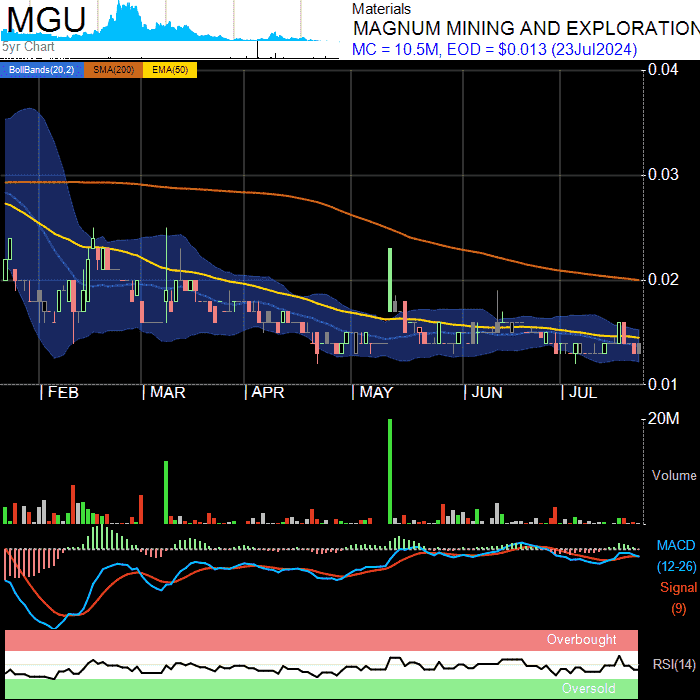 MGU
5yr Chart
Materials
MAGNUM MINING AND EXPLORATION
MC = 10.5M, EOD = $0.013 (23Jul2024)
BollBands(20,2) SMA(200) EMA(50)
0.04
0.03
0.02
0.01
FEB MAR APR MAY JUN JUL
20M
Volume
MACD
(12-26)
Signal
(9)
Overbought
RSI(14)
Oversold